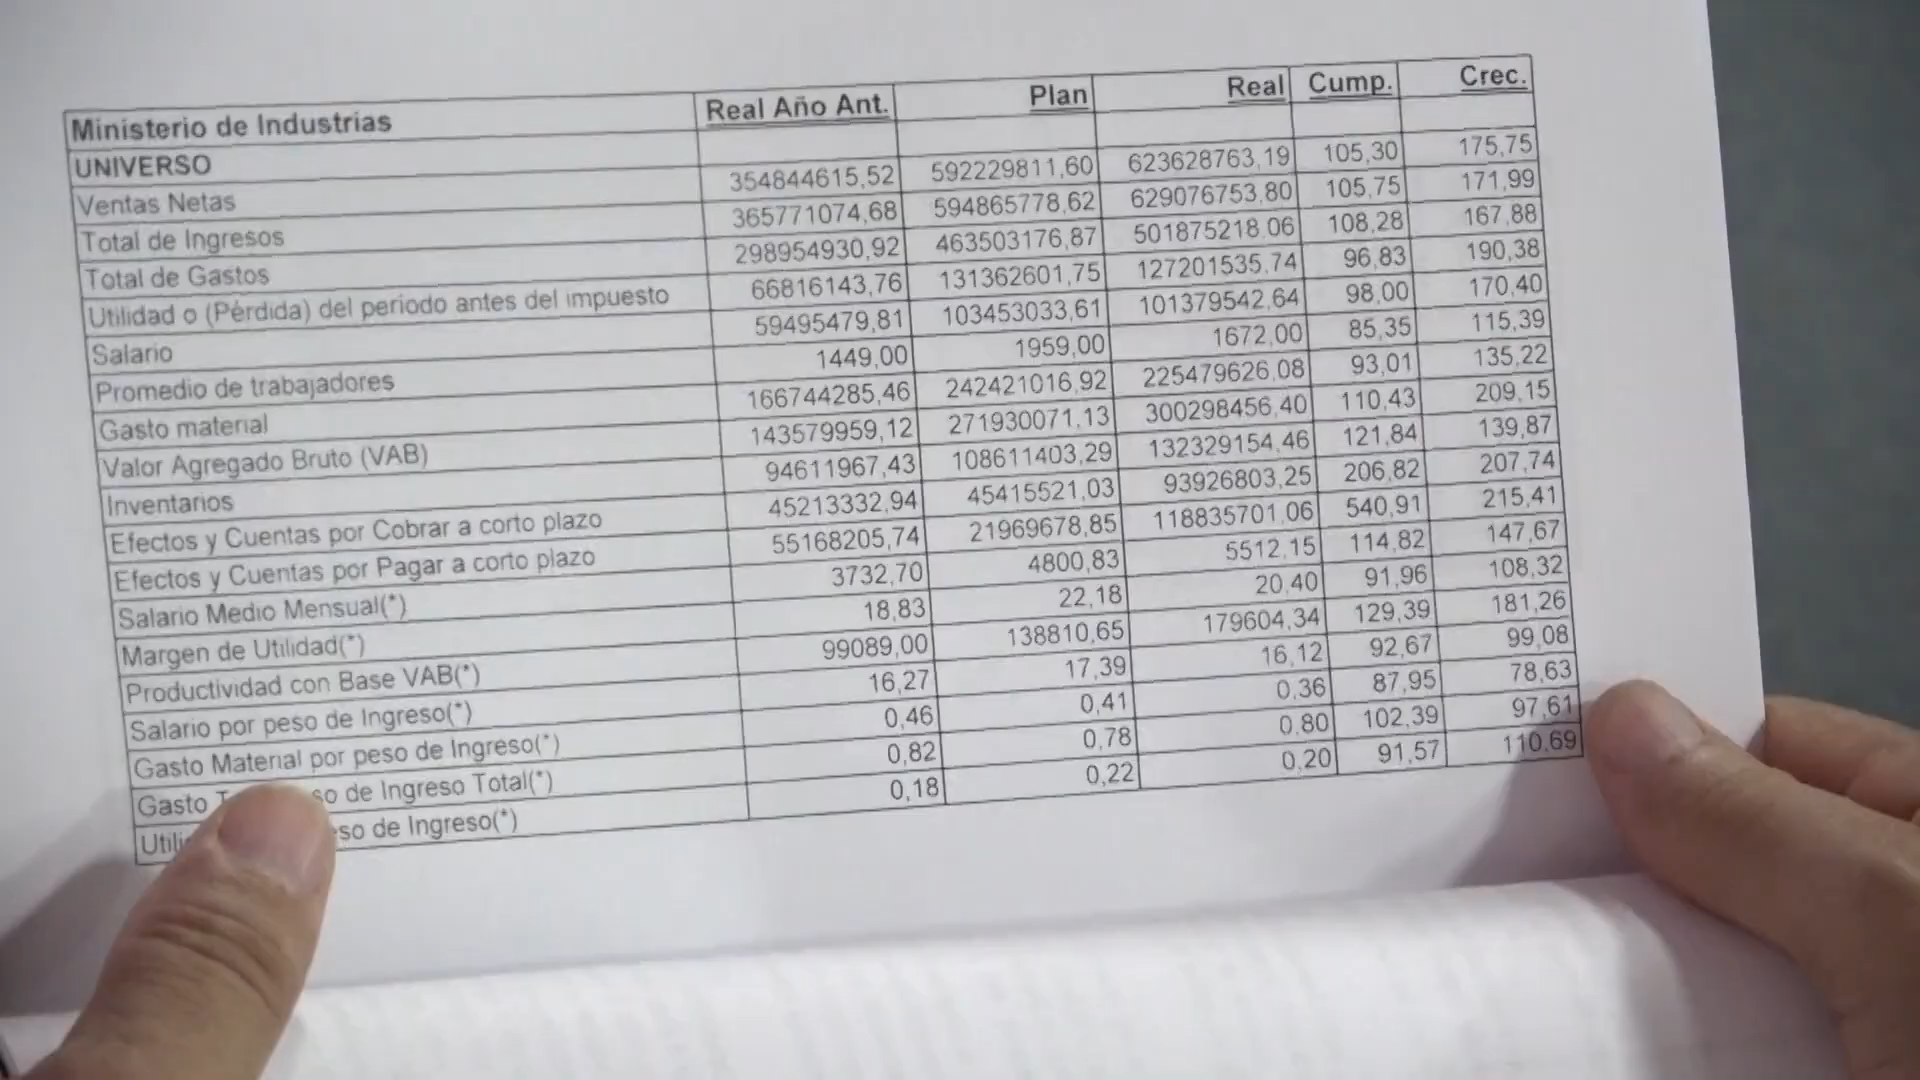 Ministerio de Industrias Real Año Ant. Plan Real Cump. Crec.
UNIVERSO
Ventas Netas 354844615,52 592229811,60 623628763,19 105,30 175,75
Total de Ingresos 365771074,68 594865778,62 629076753,80 105,75 171,99
Total de Gastos 298954930,92 463503176,87 501875218,06 108,28 167,88
Utilidad o (Pérdida) del periodo antes del impuesto 66816143,76 131362601,75 127201535,74 96,83 190,38
Salario 59495479,81 103453033,61 101379542,64 98,00 170,40
Promedio de trabajadores 1449,00 1959,00 1672,00 85,35 115,39
Gasto material 166744285,46 242421016,92 225479626,08 93,01 135,22
Valor Agregado Bruto (VAB) 143579959,12 271930071,13 300298456,40 110,43 209,15
Inventarios 94611967,43 108611403,29 132329154,46 121,84 139,87
Efectos y Cuentas por Cobrar a corto plazo 45213332,94 45415521,03 93926803,25 206,82 207,74
Efectos y Cuentas por Pagar a corto plazo 55168205,74 21969678,85 118835701,06 540,91 215,41
Salario Medio Mensual(*) 3732,70 4800,83 5512,15 114,82 147,67
Margen de Utilidad(*) 18,83 22,18 20,40 91,96 108,32
Productividad con Base VAB(*) 99089,00 138810,65 179604,34 129,39 181,26
Salario por peso de Ingreso(*) 16,27 17,39 16,12 92,67 99,08
Gasto Material por peso de Ingreso(*) 0,46 0,41 0,36 87,95 78,63
Gasto de Ingreso Total(*) 0,82 0,78 0,80 102,39 97,61
de Ingreso(*) 0,18 0,22 0,20 91,57 110,69